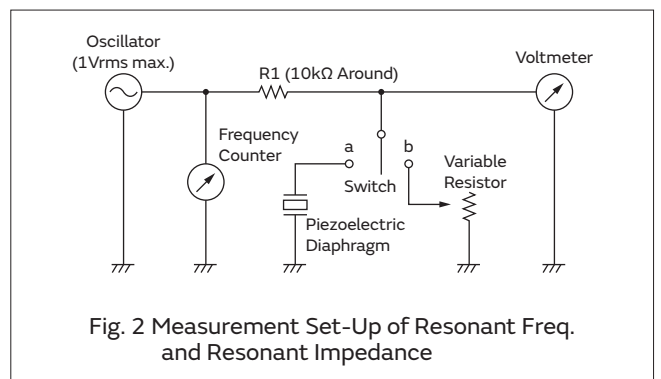 Oscillator
(1Vrms max.)
R1 (10kΩ Around)
Voltmeter
Frequency
Counter
a
b
Switch
Variable
Resistor
Piezoelectric
Diaphragm
Fig. 2 Measurement Set-Up of Resonant Freq.
and Resonant Impedance